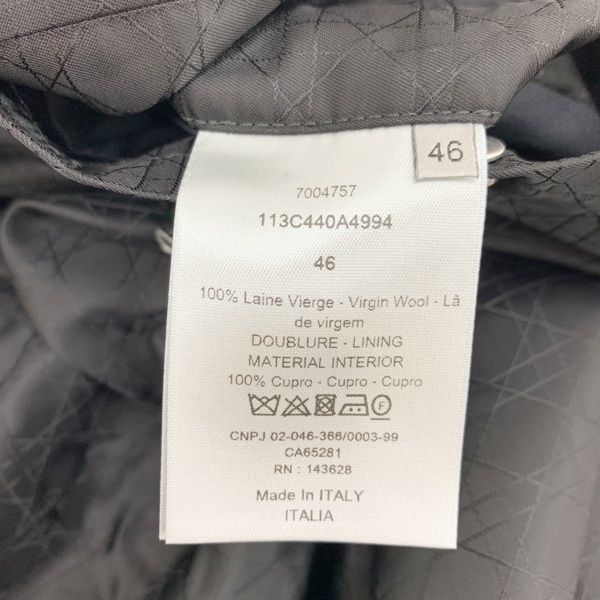 46
7004757
113C440A4994
46
100% Laine Vierge - Virgin Wool - Lã
de virgem
DOUBLURE - LINING
MATERIAL INTERIOR
100% Cupro - Cupro - Cupro
CNPJ 02-046-366/0003-99
CA65281
RN : 143628
Made In ITALY
ITALIA